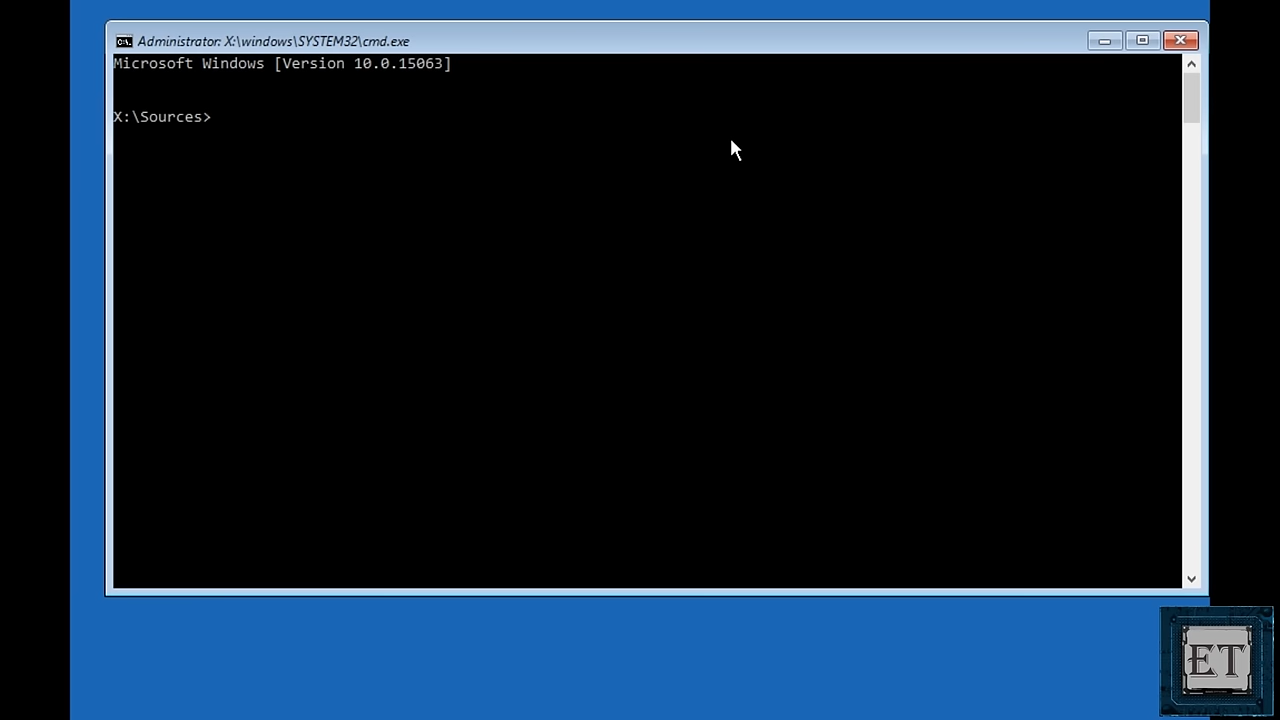 Administrator: X:\windows\SYSTEM32\cmd.exe
Microsoft Windows [Version 10.0.15063]
X:\Sources>
ET